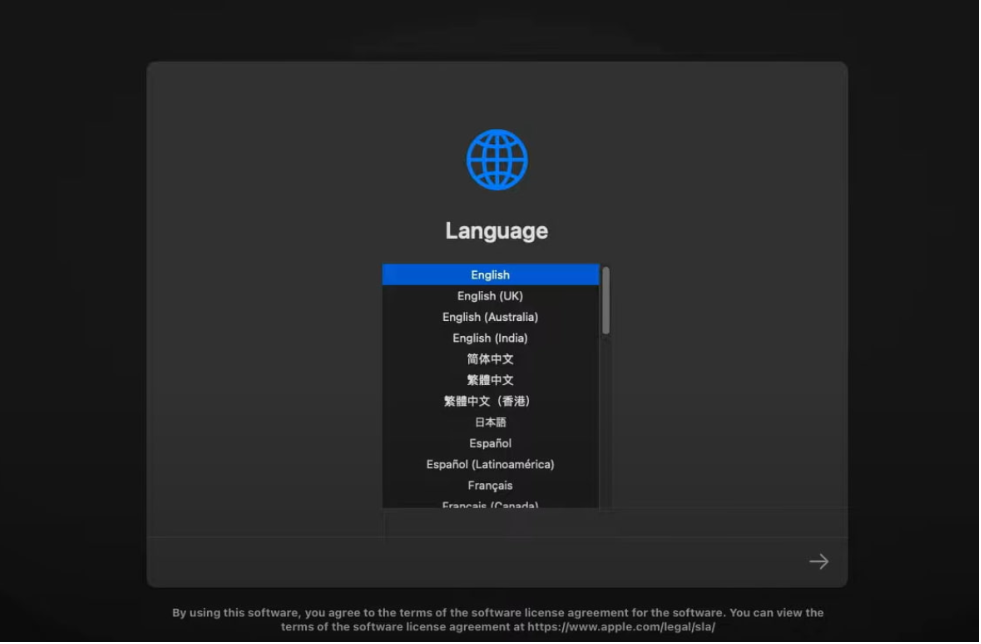 Language
English
English (UK)
English (Australia)
English (India)
简体中文
繁體中文
繁體中文（香港）
日本語
Español
Español (Latinoamérica)
Français
Français (Canada)
By using this software, you agree to the terms of the software license agreement for the software. You can view the
terms of the software license agreement at https://www.apple.com/legal/sla/